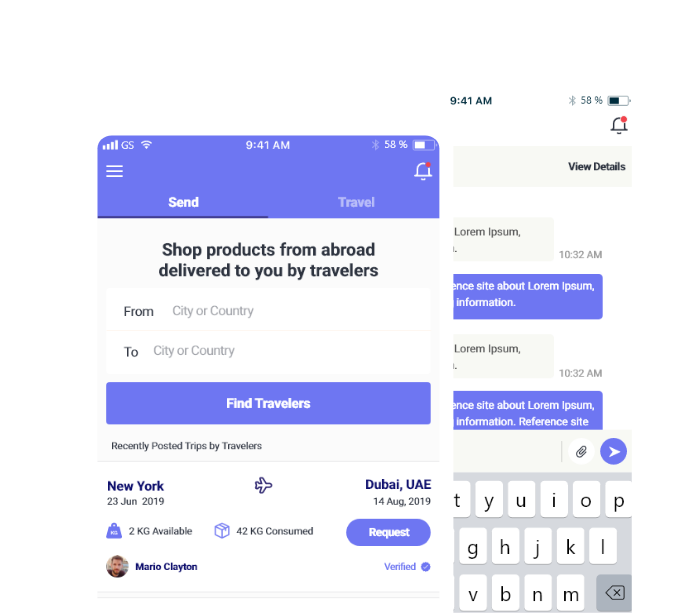 GS 9:41 AM 58 %
Send Travel
Shop products from abroad
delivered to you by travelers
From City or Country
To City or Country
Find Travelers
Recently Posted Trips by Travelers
New York Dubai, UAE
23 Jun 2019 14 Aug, 2019
KG 2 KG Available 42 KG Consumed Request
Mario Clayton Verified
9:41 AM 58 %
View Details
Lorem Ipsum,
10:32 AM
ence site about Lorem Ipsum,
information.
Lorem Ipsum,
10:32 AM
ence site about Lorem Ipsum,
information. Reference site
t y u i o p
g h j k l
v b n m